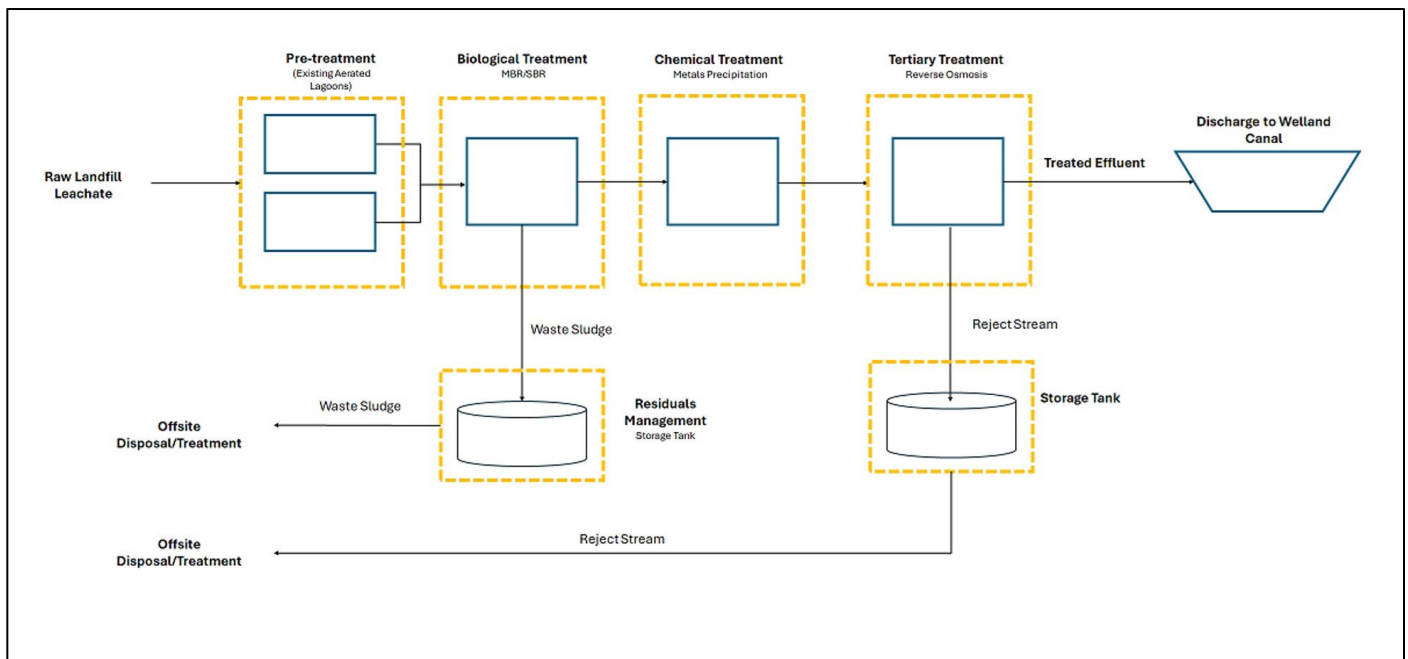 Pre-treatment
(Existing Aerated
Lagoons)
Biological Treatment
MBR/SBR
Chemical Treatment
Metals Precipitation
Tertiary Treatment
Reverse Osmosis
Discharge to Welland
Canal
Raw Landfill
Leachate
Treated Effluent
Waste Sludge
Reject Stream
Waste Sludge
Offsite
Disposal/Treatment
Residuals
Management
Storage Tank
Storage Tank
Offsite
Disposal/Treatment
Reject Stream